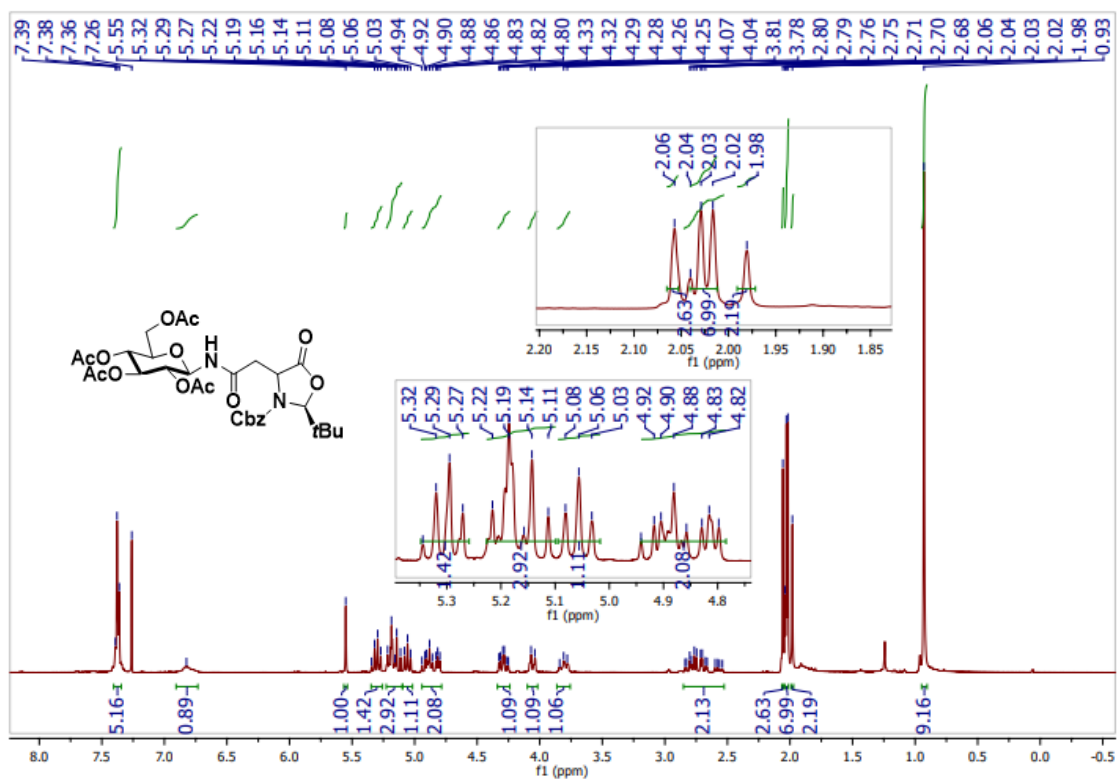 7.39 7.38 7.36 7.26 5.55 5.32 5.29 5.27 5.22 5.19 5.16 5.14 5.11 5.08 5.06 5.03 4.94 4.92 4.90 4.88 4.86 4.83 4.82 4.80 4.33 4.32 4.29 4.28 4.26 4.25 4.07 4.04 3.81 3.78 2.80 2.79 2.76 2.75 2.71 2.70 2.68 2.06 2.04 2.03 2.02 1.98 0.93
2.06 2.04 2.03 2.02 1.98
2.63 6.99 2.19
2.20 2.15 2.10 2.05 2.00 1.95 1.90 1.85
f1 (ppm)
OAc
AcO
AcO
O
OAc
H
N
O
O
O
N
Cbz
tBu
5.32 5.29 5.27 5.22 5.19 5.14 5.11 5.08 5.06 5.03 4.92 4.90 4.88 4.83 4.82
1.42 2.92 1.11 2.08
5.3 5.2 5.1 5.0 4.9 4.8
f1 (ppm)
5.16 0.89 1.00 1.42 2.92 1.11 2.08 1.09 1.09 1.06 2.13 2.63 6.99 2.19 9.16
8.0 7.5 7.0 6.5 6.0 5.5 5.0 4.5 4.0 3.5 3.0 2.5 2.0 1.5 1.0 0.5 0.0 -0.5
f1 (ppm)